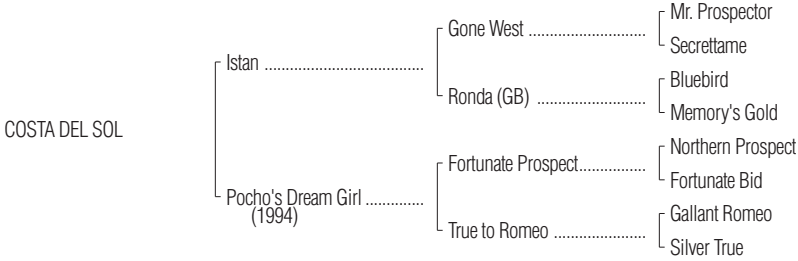 Mr. Prospector
Gone West ............................
Secrettame
Istan ......................................
Bluebird
Ronda (GB) ..........................
Memory's Gold
COSTA DEL SOL
Northern Prospect
Fortunate Prospect................
Fortunate Bid
Pocho's Dream Girl ..............
(1994)
Gallant Romeo
True to Romeo ......................
Silver True